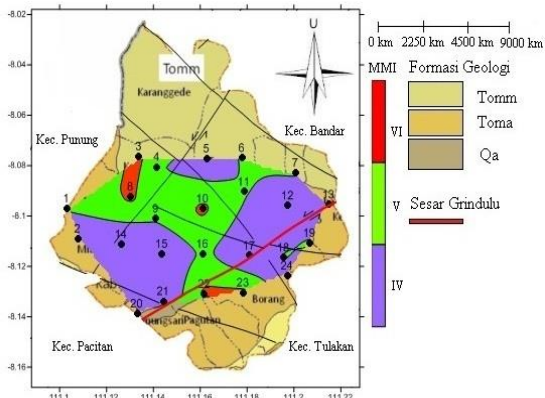 0 km 2250 km 4500 km 9000 km
MMI Formasi Geologi
Tomm
Toma
Qa
Sesar Grindulu
VI
V
IV
U
-8.02
-8.04
-8.06
-8.08
-8.1
-8.12
-8.14
-8.16
111.1 111.12 111.14 111.16 111.18 111.2 111.22
Tomm
Karanggede
Kec. Punung
Kec. Bandar
Kec. Pacitan
Kec. Tulakan
Borang
1
2
3
4
5
6
7
8
9
10
11
12
13
14
15
16
17
18
19
20
21
22
23
24